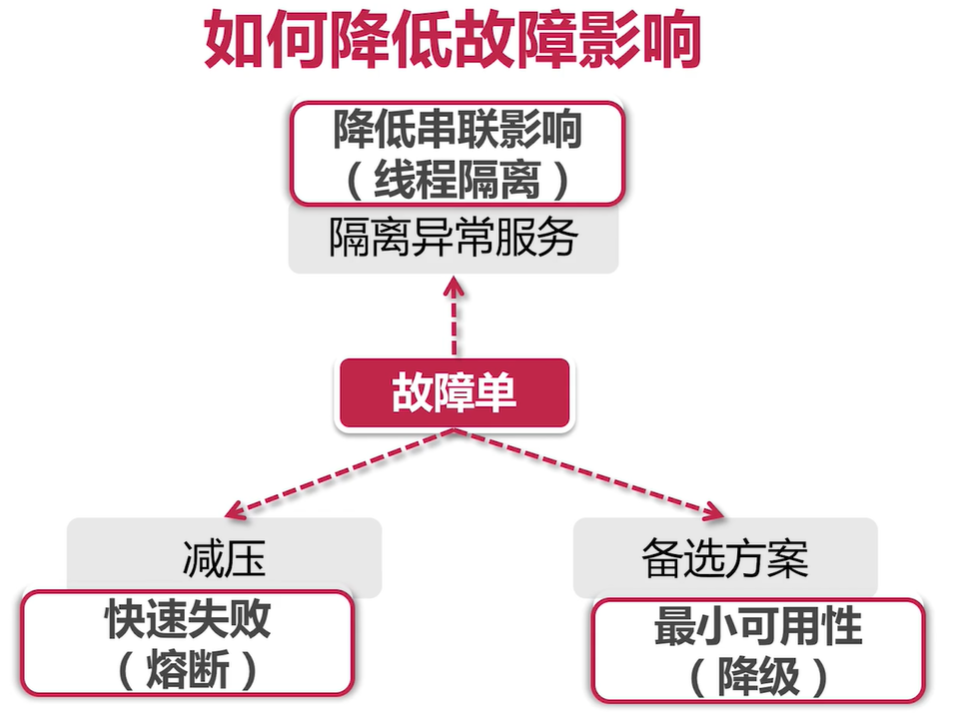 如何降低故障影响
降低串联影响
（线程隔离）
隔离异常服务
故障单
减压
快速失败
（熔断）
备选方案
最小可用性
（降级）